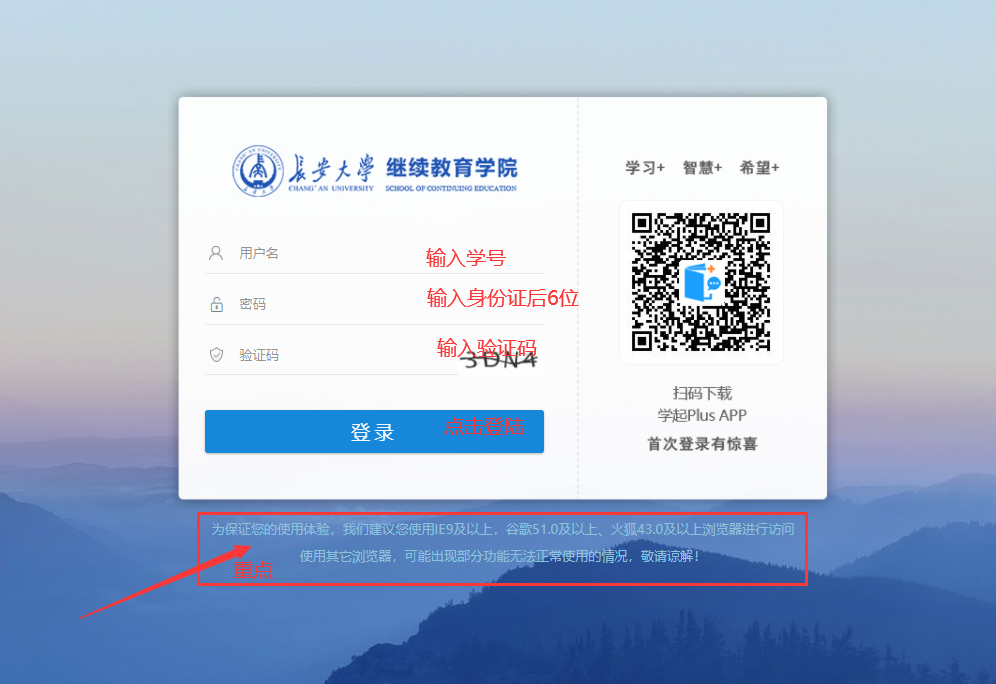 长安大学 继续教育学院
CHANG'AN UNIVERSITY SCHOOL OF CONTINUING EDUCATION
用户名 输入学号
密码 输入身份证后6位
验证码 输入验证码
3DN4
登录 点击登陆
学习+ 智慧+ 希望+
扫码下载
学起Plus APP
首次登录有惊喜
为保证您的使用体验，我们建议您使用IE9及以上，谷歌51.0及以上、火狐43.0及以上浏览器进行访问
使用其它浏览器，可能出现部分功能无法正常使用的情况，敬请谅解！
重点